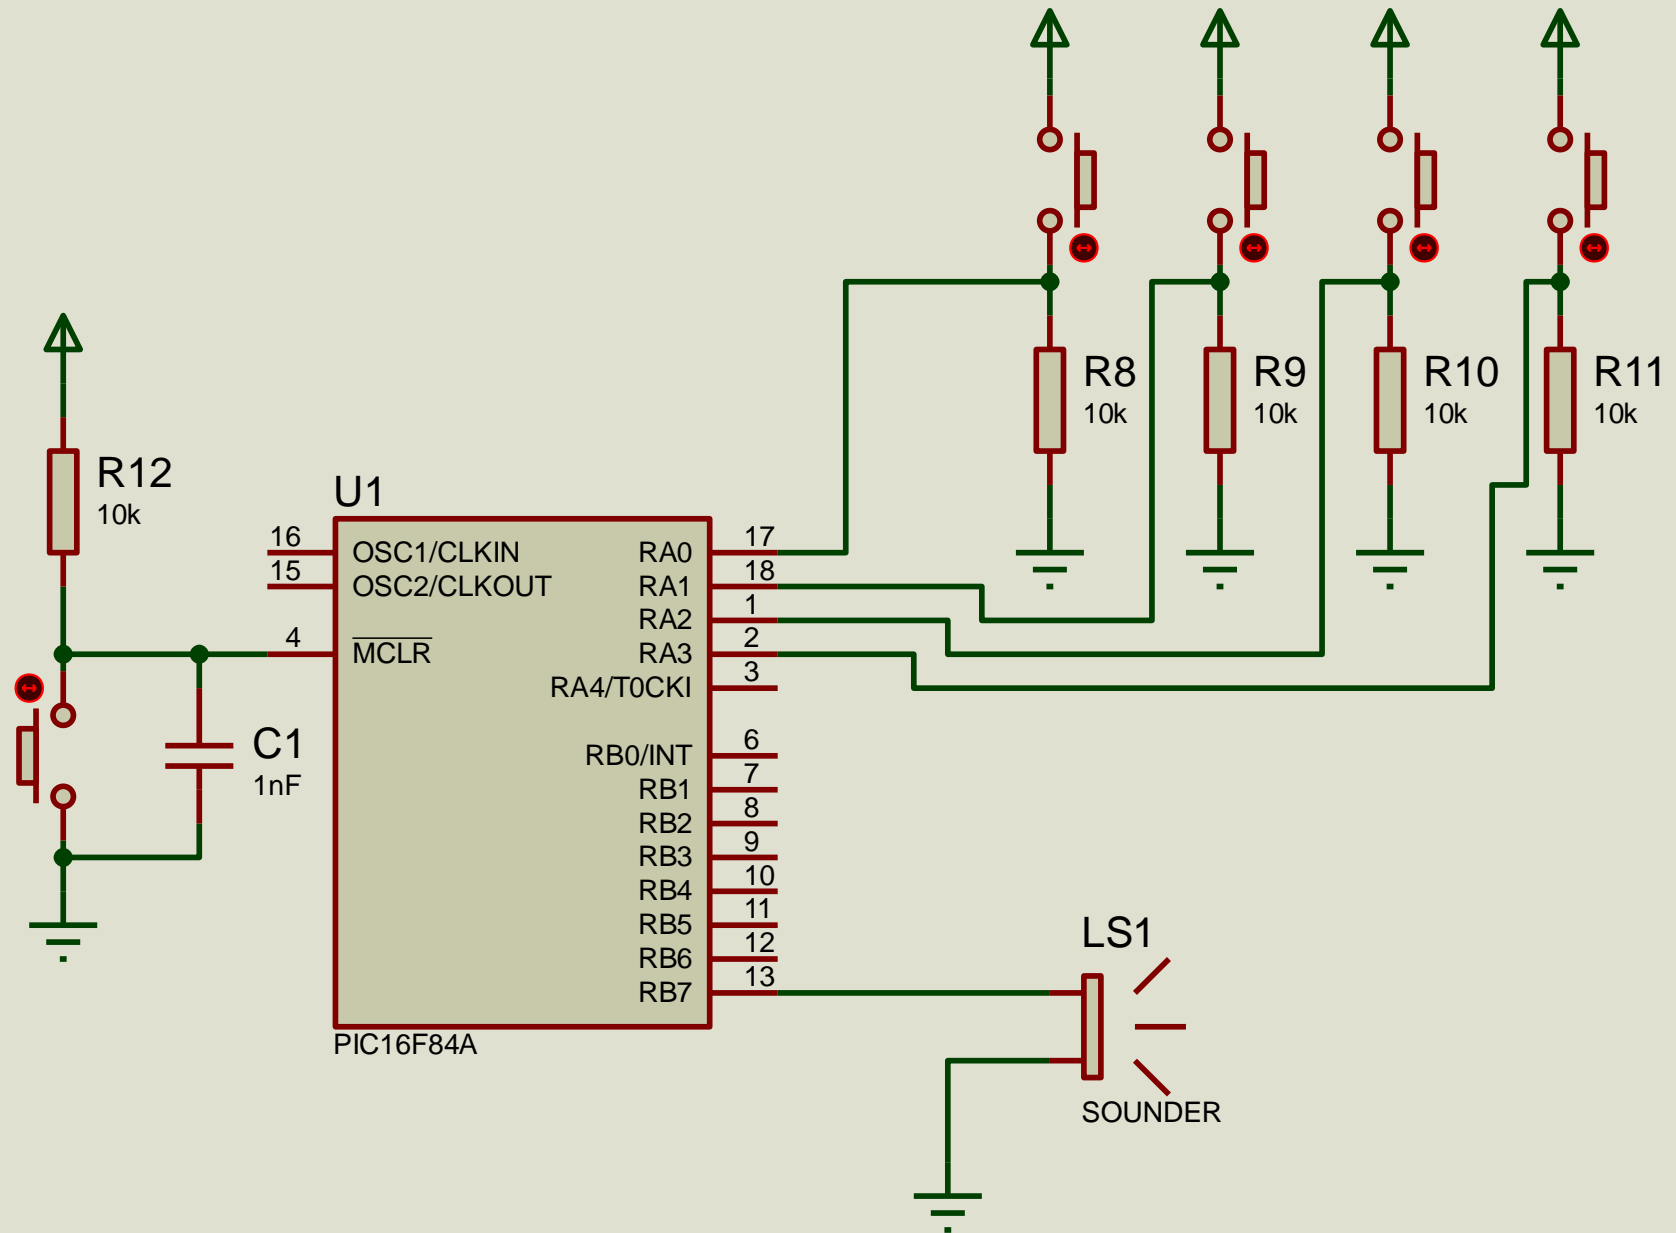 R8
10k
R9
10k
R10
10k
R11
10k
R12
10k
U1
16
OSC1/CLKIN
15
OSC2/CLKOUT
4
MCLR
RA0
17
RA1
18
RA2
1
RA3
2
RA4/T0CKI
3
RB0/INT
6
RB1
7
RB2
8
RB3
9
RB4
10
RB5
11
RB6
12
RB7
13
PIC16F84A
C1
1nF
LS1
SOUNDER